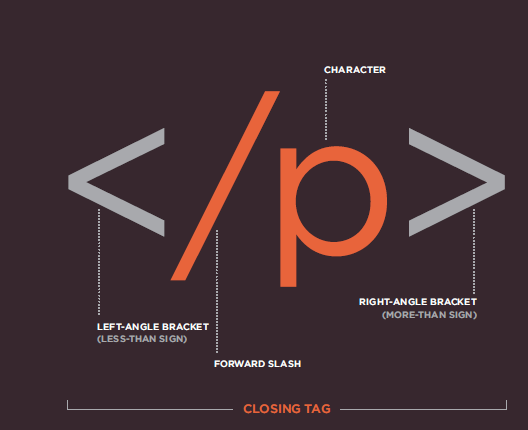 CHARACTER
</p>
RIGHT-ANGLE BRACKET
(MORE-THAN SIGN)
LEFT-ANGLE BRACKET
(LESS-THAN SIGN)
FORWARD SLASH
CLOSING TAG